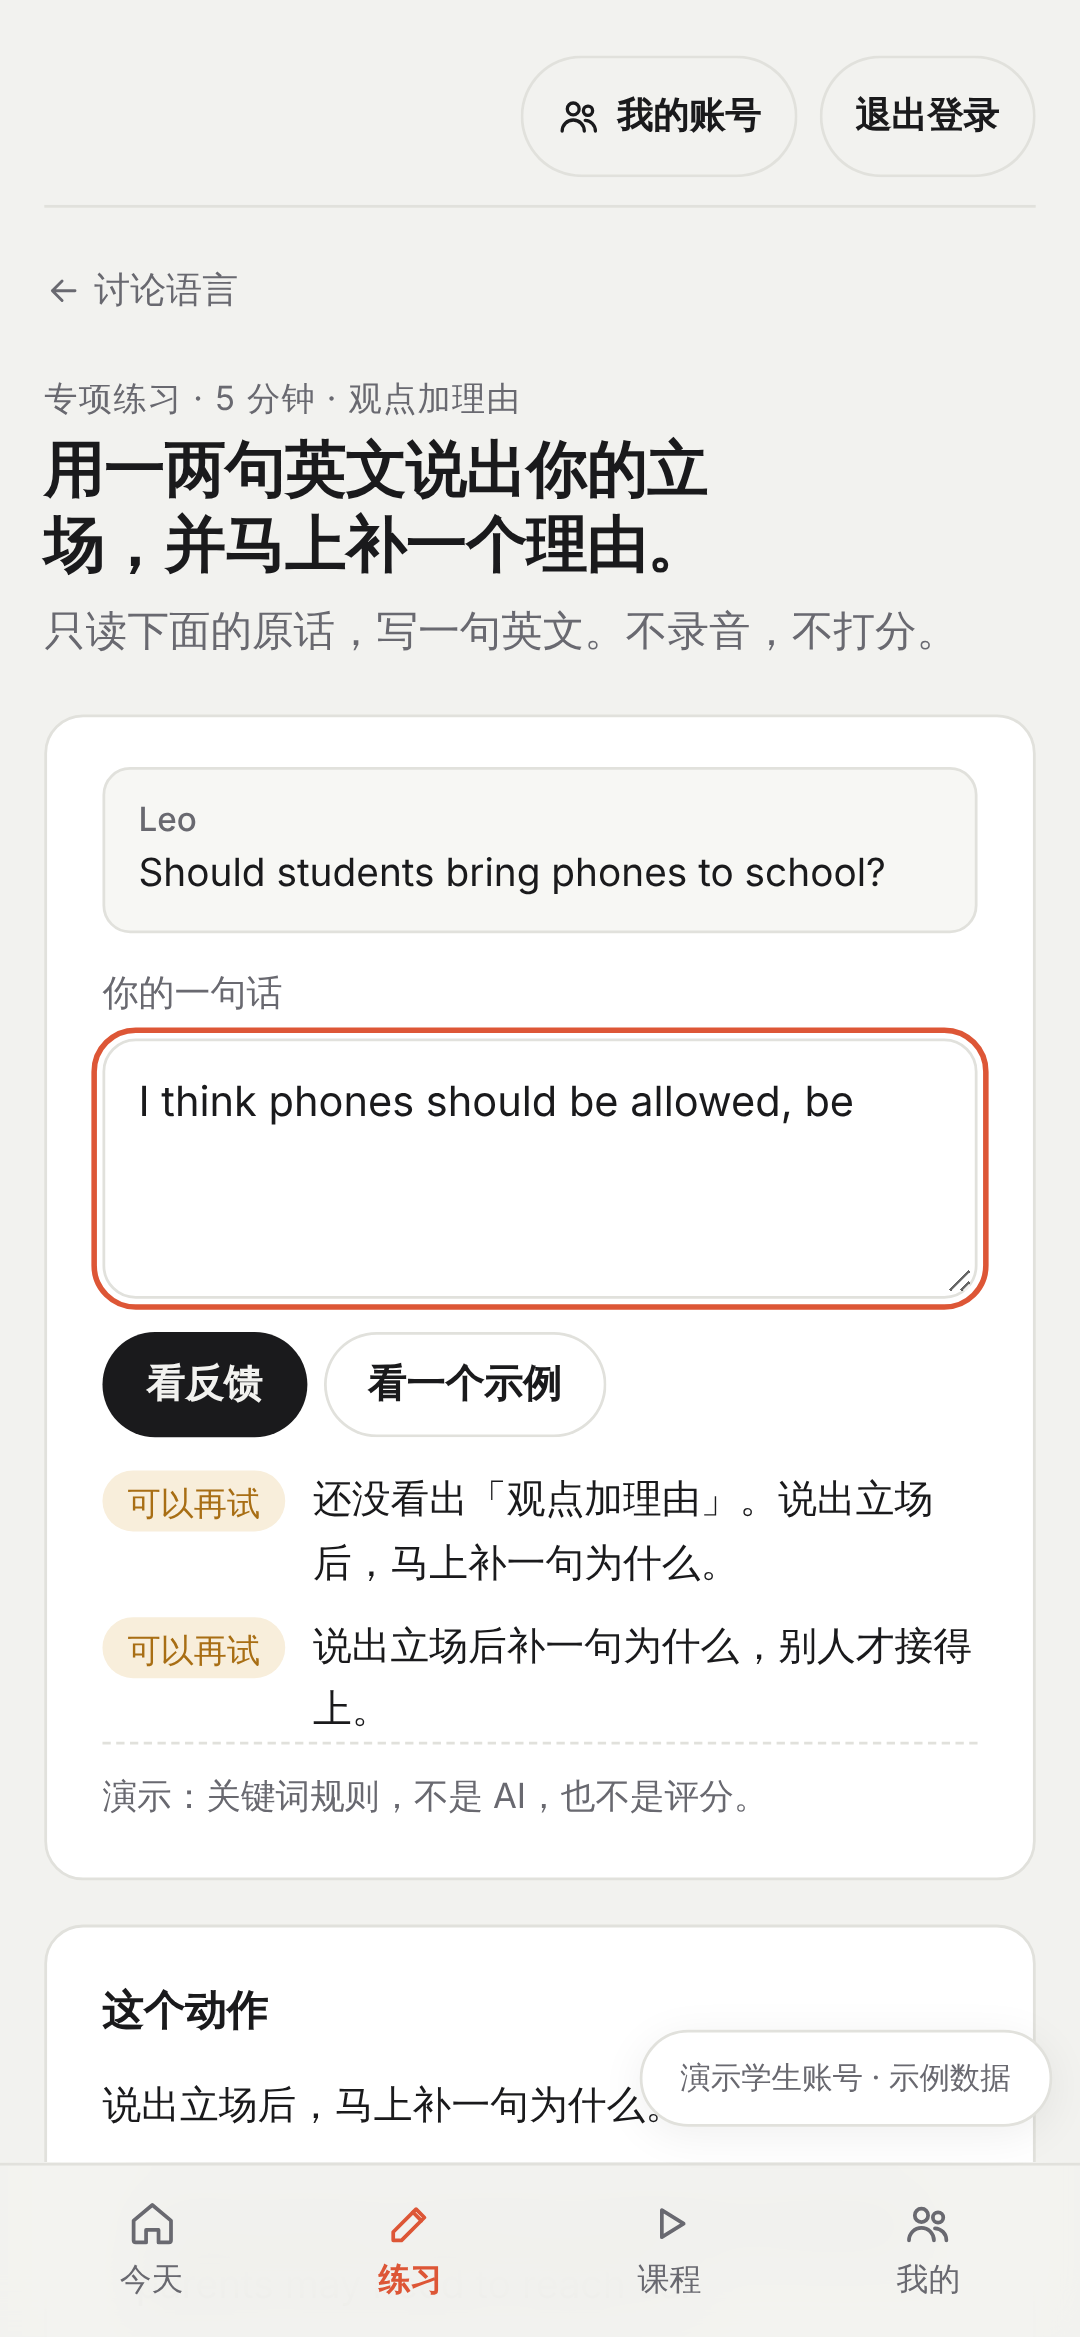 我的账号
退出登录
← 讨论语言
专项练习 · 5 分钟 · 观点加理由
用一两句英文说出你的立
场，并马上补一个理由。
只读下面的原话，写一句英文。不录音，不打分。
Leo
Should students bring phones to school?
你的一句话
I think phones should be allowed, be
看反馈
看一个示例
可以再试
还没看出「观点加理由」。说出立场
后，马上补一句为什么。
可以再试
说出立场后补一句为什么，别人才接得
上。
演示：关键词规则，不是 AI，也不是评分。
这个动作
说出立场后，马上补一句为什么。
演示学生账号 · 示例数据
今天
练习
课程
我的